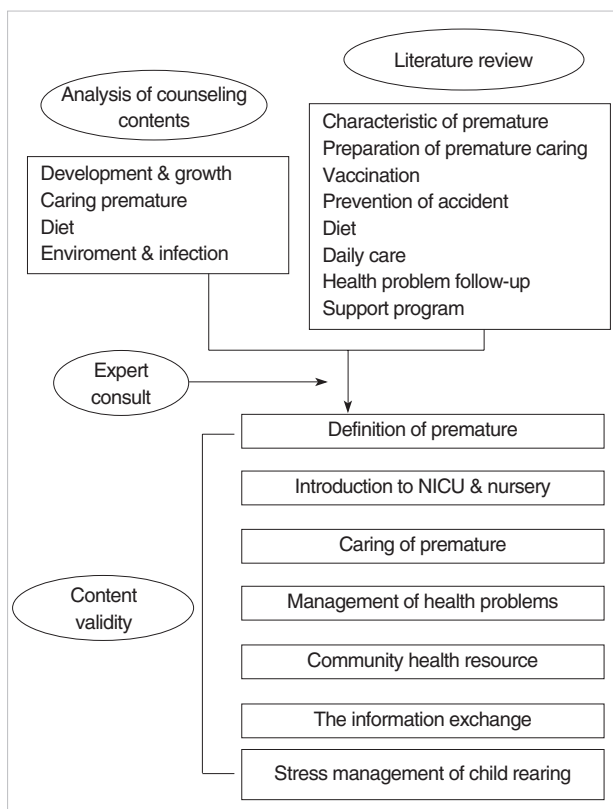 Literature review
Analysis of counseling
contents
Characteristic of premature
Preparation of premature caring
Vaccination
Prevention of accident
Diet
Daily care
Health problem follow-up
Support program
Development & growth
Caring premature
Diet
Enviroment & infection
Expert
consult
Definition of premature
Introduction to NICU & nursery
Caring of premature
Management of health problems
Content
validity
Community health resource
The information exchange
Stress management of child rearing